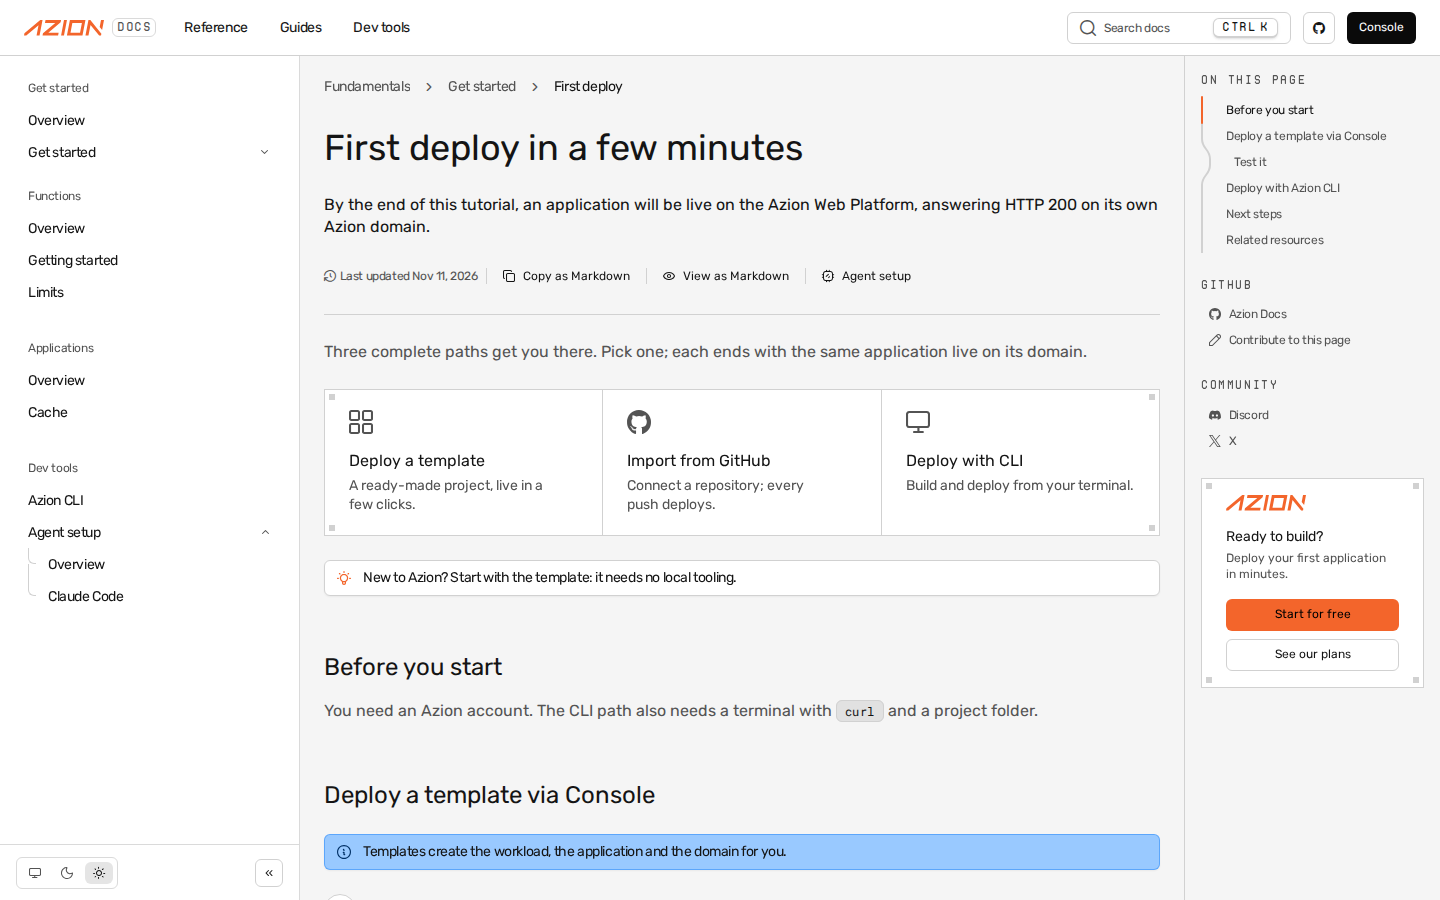 AZION DOCS Reference Guides Dev tools Search docs CTRL K Console
Get started
Overview
Get started
Functions
Overview
Getting started
Limits
Applications
Overview
Cache
Dev tools
Azion CLI
Agent setup
Overview
Claude Code
Fundamentals Get started First deploy
First deploy in a few minutes
By the end of this tutorial, an application will be live on the Azion Web Platform, answering HTTP 200 on its own
Azion domain.
Last updated Nov 11, 2026 Copy as Markdown View as Markdown Agent setup
Three complete paths get you there. Pick one; each ends with the same application live on its domain.
Deploy a template
A ready-made project, live in a
few clicks.
Import from GitHub
Connect a repository; every
push deploys.
Deploy with CLI
Build and deploy from your terminal.
New to Azion? Start with the template: it needs no local tooling.
Before you start
You need an Azion account. The CLI path also needs a terminal with curl and a project folder.
Deploy a template via Console
Templates create the workload, the application and the domain for you.
ON THIS PAGE
Before you start
Deploy a template via Console
Test it
Deploy with Azion CLI
Next steps
Related resources
GITHUB
Azion Docs
Contribute to this page
COMMUNITY
Discord
X
AZION
Ready to build?
Deploy your first application
in minutes.
Start for free
See our plans